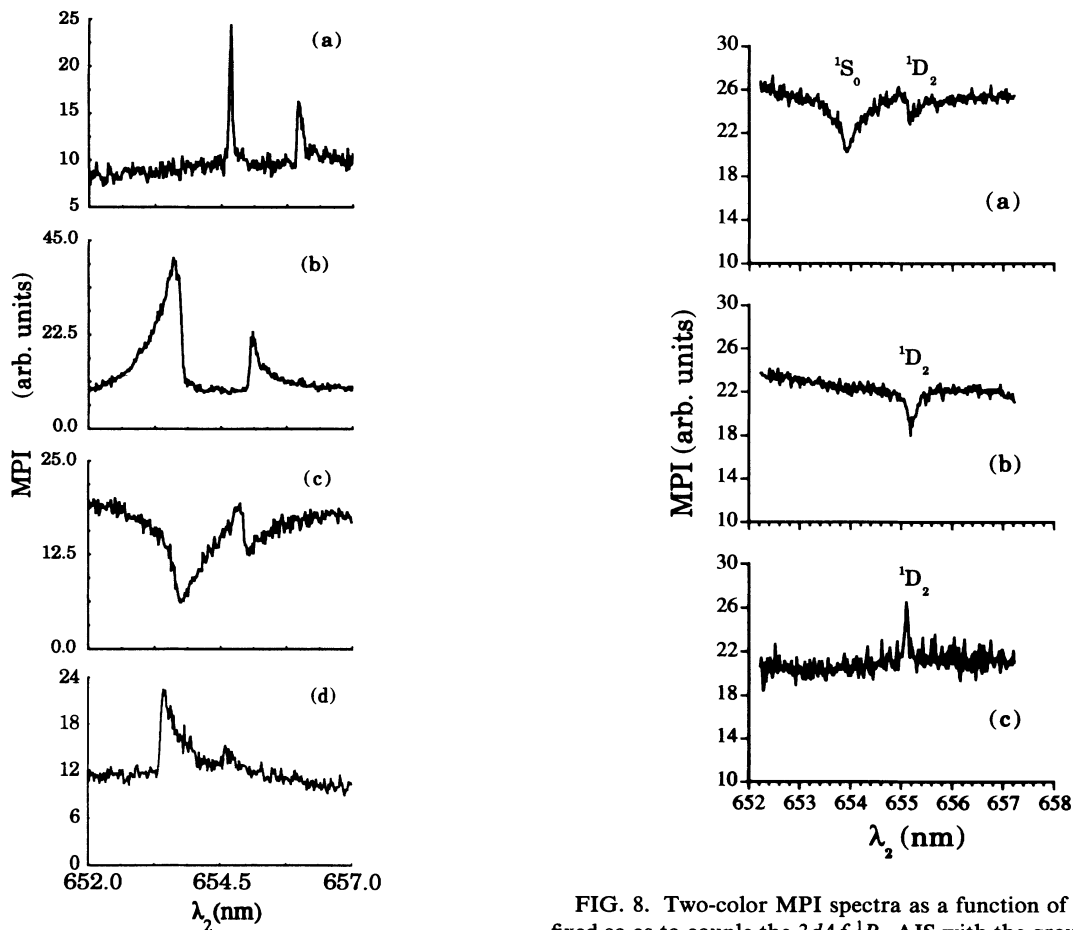 25
20
15
10
5
(a)
45.0
22.5
0.0
(b)
25.0
12.5
0.0
(c)
24
18
12
6
0
(d)
652.0 654.5 657.0
λ₂(nm)
MPI (arb. units)
30
26
22
18
14
10
¹S₀ ¹D₂
(a)
30
26
22
18
14
10
¹D₂
(b)
30
26
22
18
14
10
¹D₂
(c)
652 653 654 655 656 657 658
λ₂ (nm)
MPI (arb. units)
FIG. 8. Two-color MPI spectra as a function of